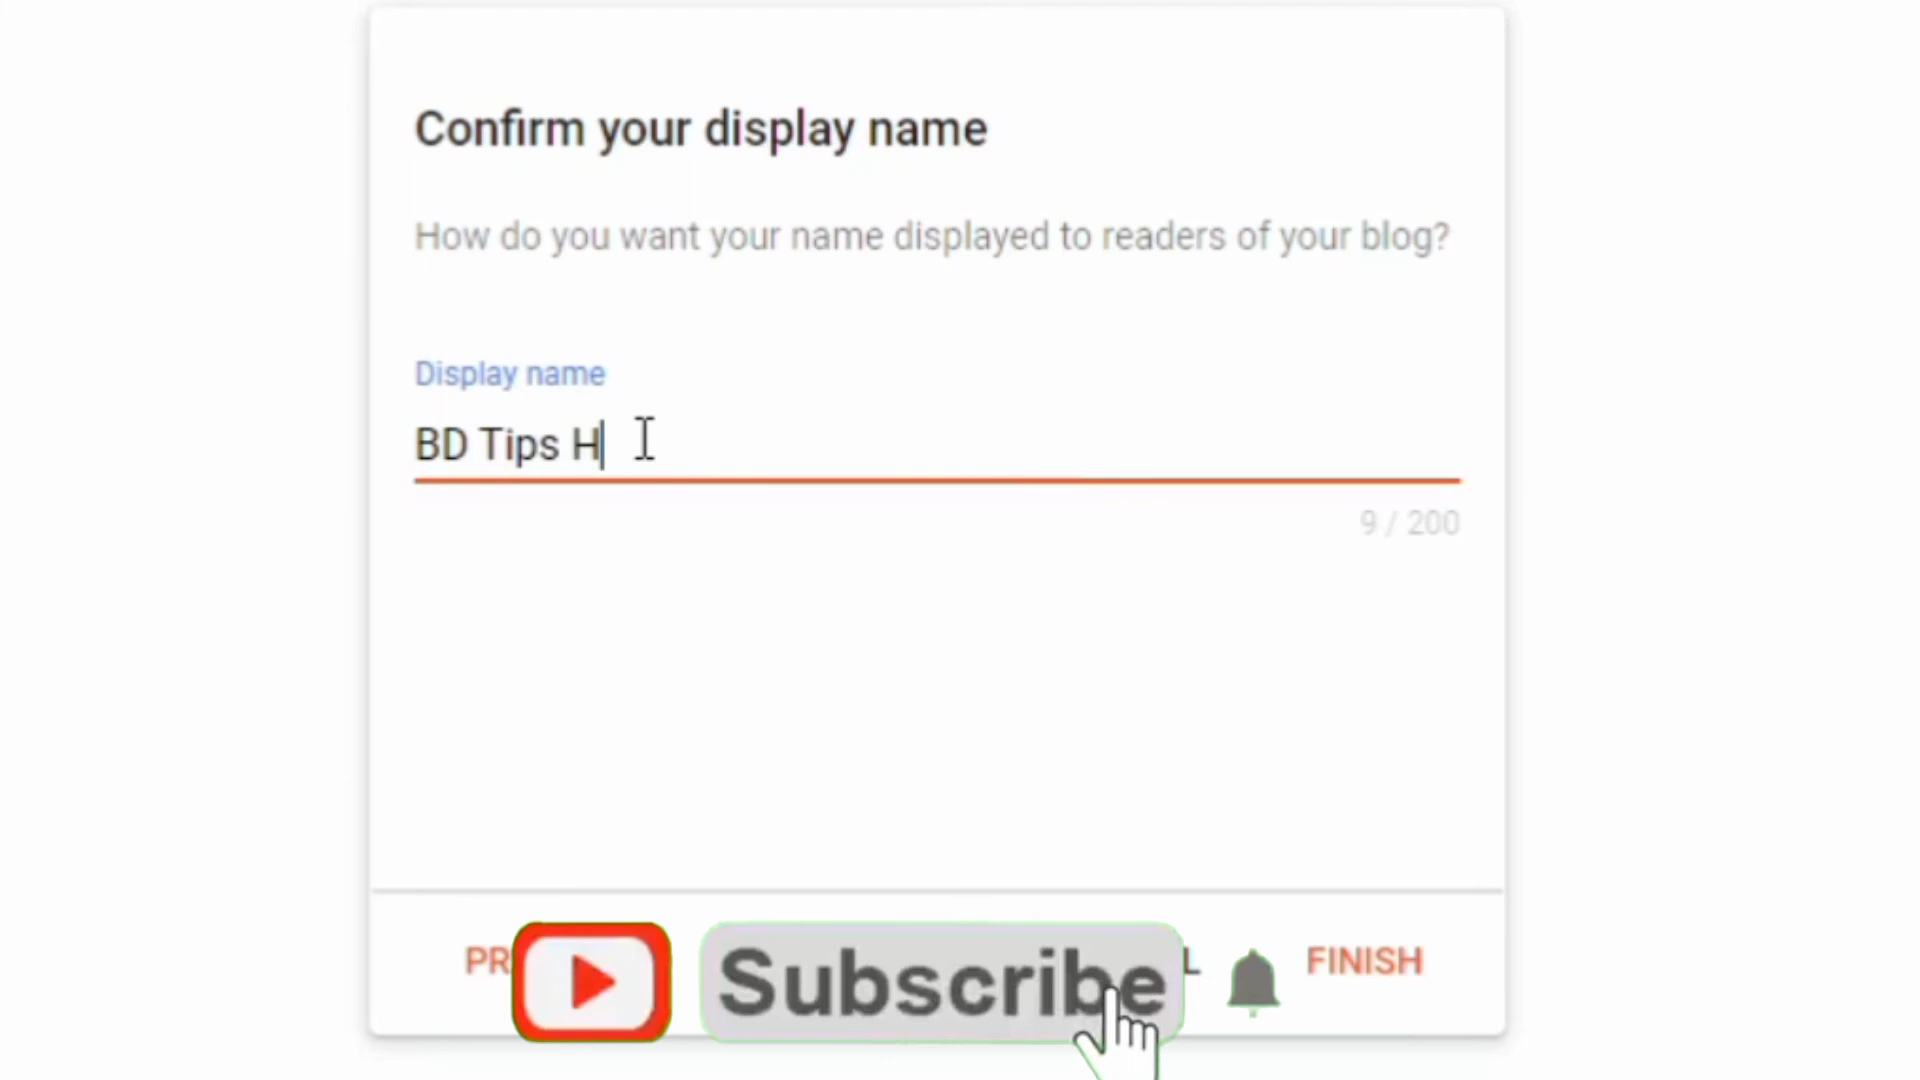 Confirm your display name
How do you want your name displayed to readers of your blog?
Display name
BD Tips H
9 / 200
FINISH
Subscribe